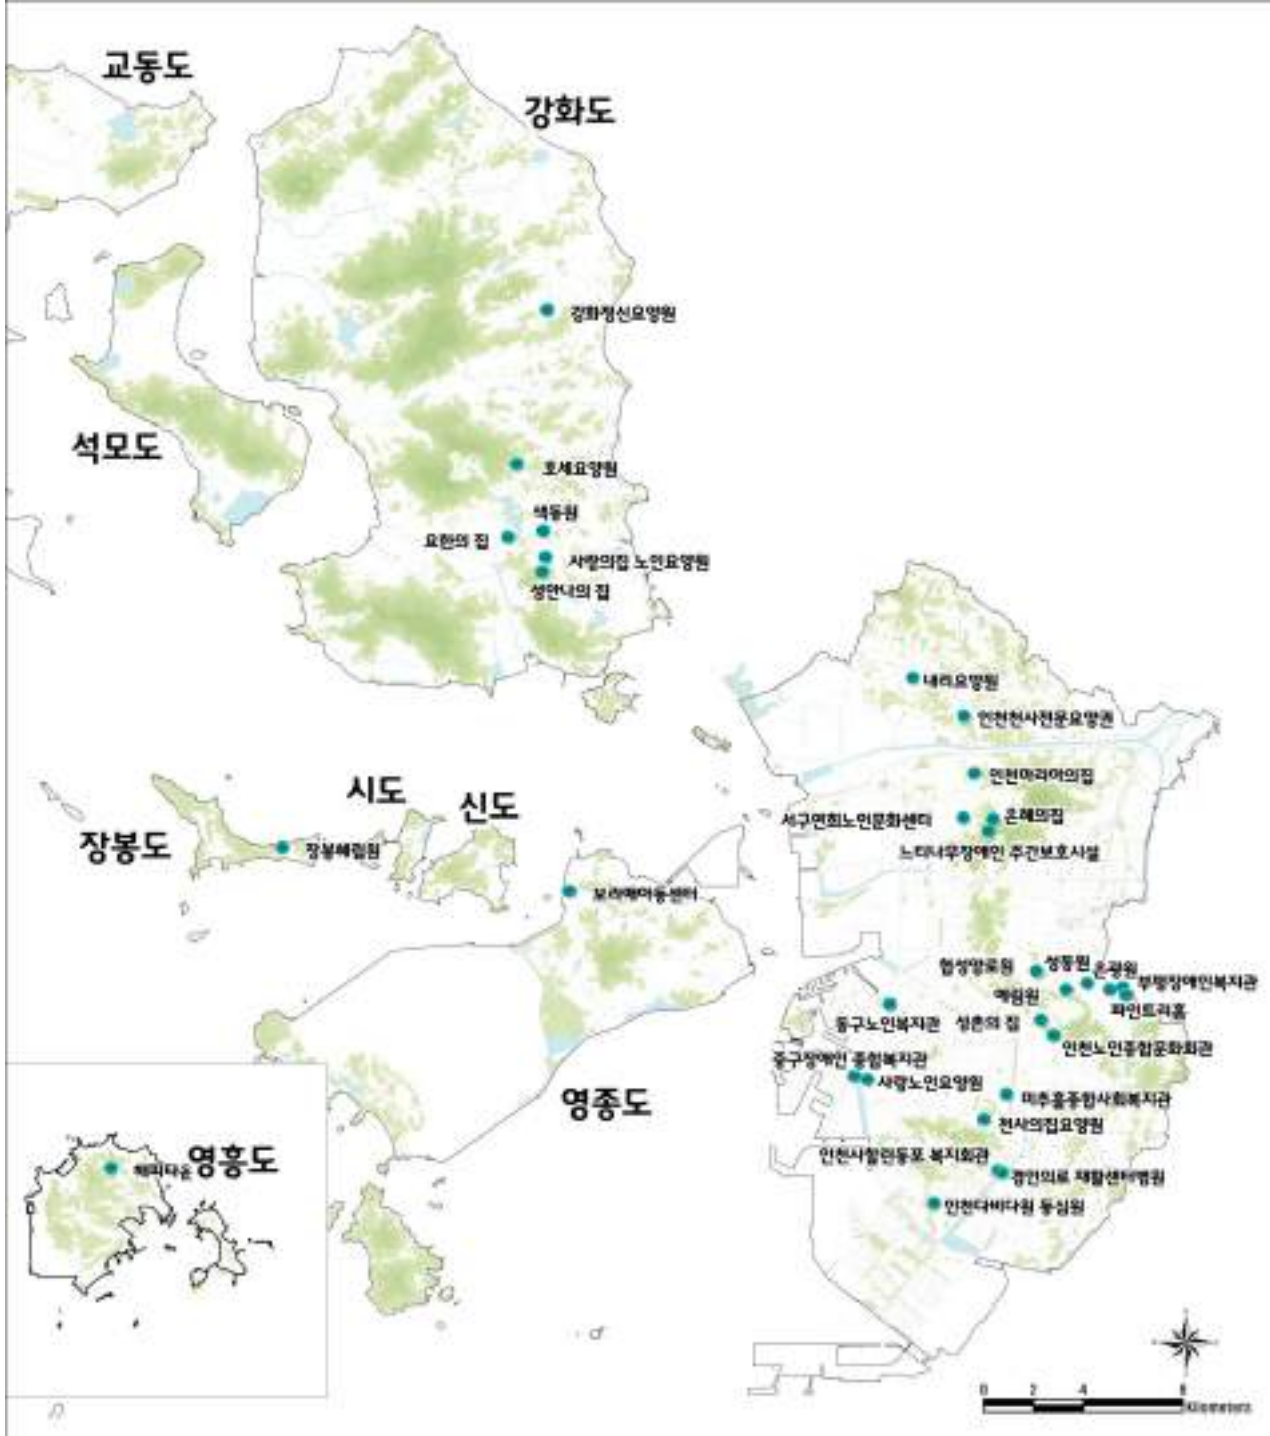 교동도
강화도
강화정신요양원
석모도
호세요양원
색동원
요한의 집
사랑의집 노인요양원
성안나의 집
내리요양원
인천천사전문요양원
인천마리아의집
시도
신도
서구연희노인문화센터
은혜의집
장봉도
장봉혜림원
느티나무장애인 주간보호시설
보라매아동센터
협성양로원
성동원
은광원
부평장애인복지관
예림원
파인트리홈
동구노인복지관
성촌의 집
인천노인종합문화회관
중구장애인 종합복지관
사랑노인요양원
영종도
미추홀종합사회복지관
천사의집요양원
인천사할린동포 복지회관
영흥도
해피타운
경인의료 재활센터병원
인천다비다원 동심원
0 2 4 8
Kilometers